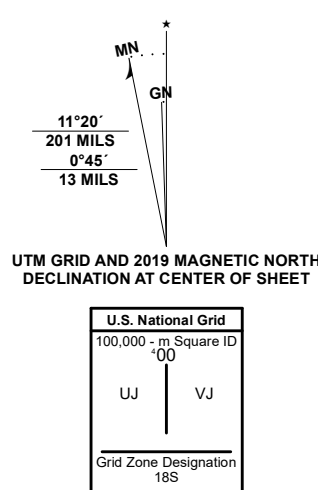 MN
GN
11°20´
201 MILS
0°45´
13 MILS
UTM GRID AND 2019 MAGNETIC NORTH
DECLINATION AT CENTER OF SHEET
U.S. National Grid
100,000 - m Square ID
⁴00
UJ VJ
Grid Zone Designation
18S